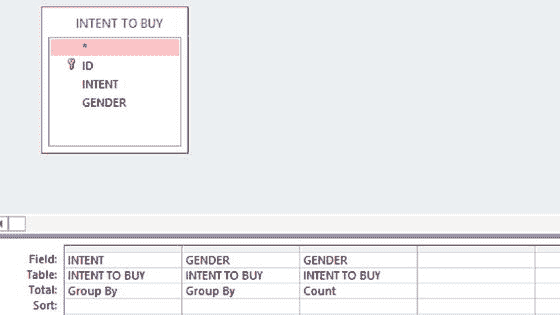 INTENT TO BUY
*
ID
INTENT
GENDER
Field: INTENT GENDER GENDER
Table: INTENT TO BUY INTENT TO BUY INTENT TO BUY
Total: Group By Group By Count
Sort: